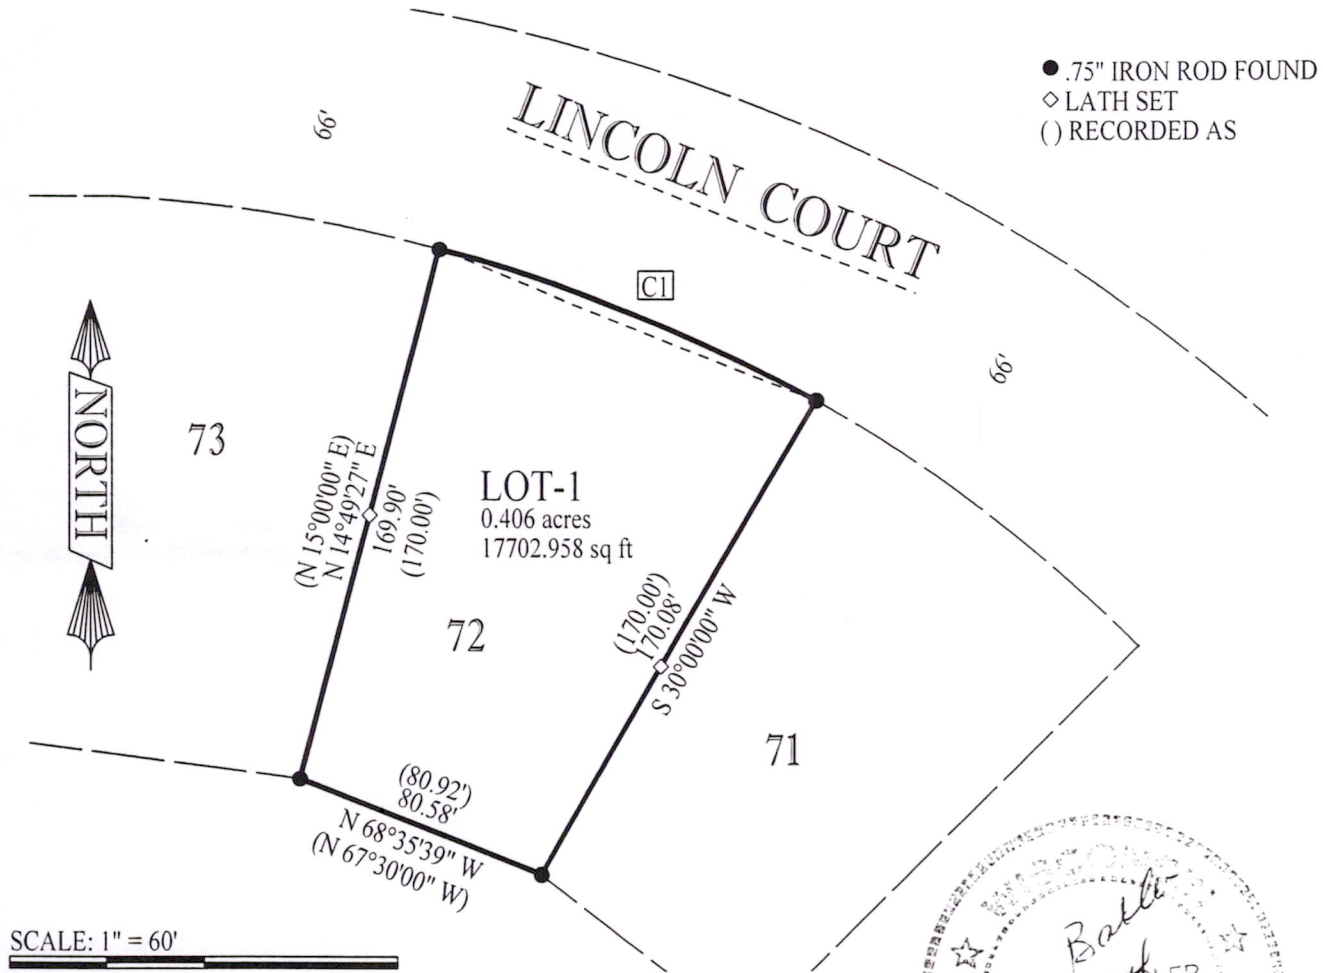 .75" IRON ROD FOUND
LATH SET
( ) RECORDED AS
66'
LINCOLN COURT
C1
66'
NORTH
73
(N 15°00'00" E)
N 14°49'27" E
169.90'
(170.00')
LOT-1
0.406 acres
17702.958 sq ft
72
(170.00')
170.08'
S 30°00'00" W
71
(80.92')
80.58'
N 68°35'39" W
(N 67°30'00" W)
SCALE: 1" = 60'